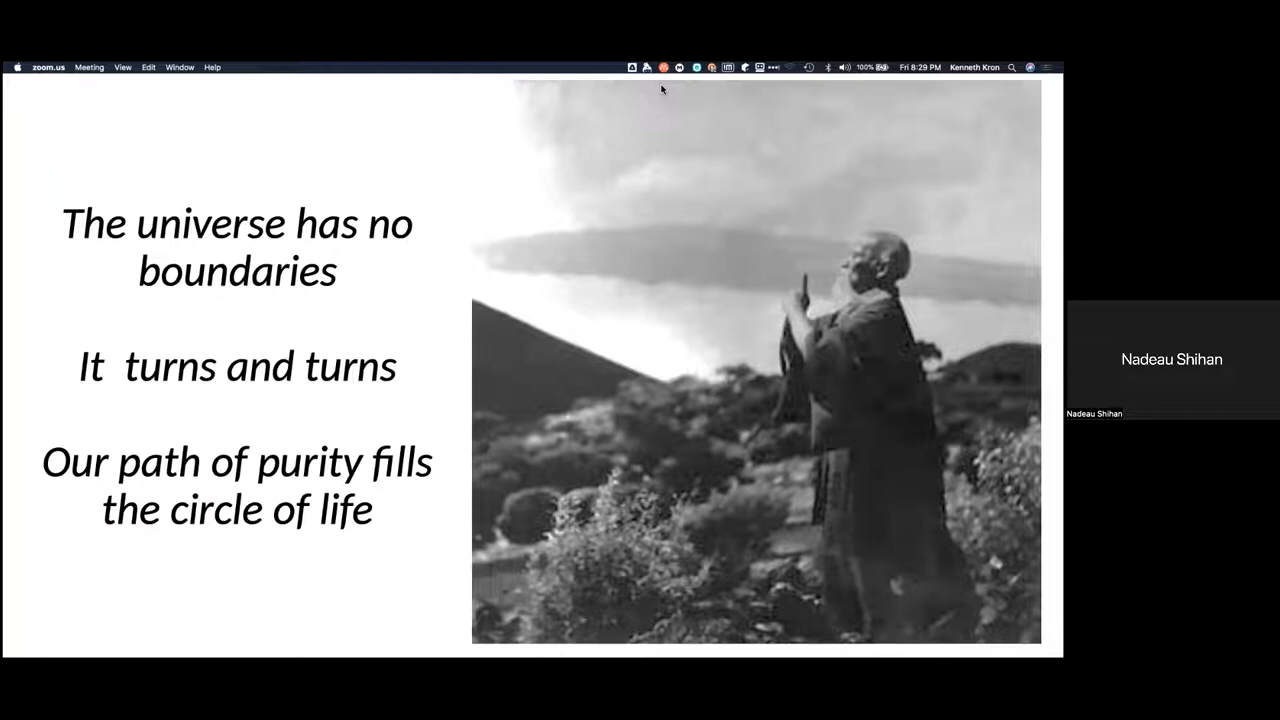 zoom.us Meeting View Edit Window Help 100% Fri 8:29 PM Kenneth Kron
The universe has no
boundaries
It turns and turns
Our path of purity fills
the circle of life
Nadeau Shihan
Nadeau Shihan